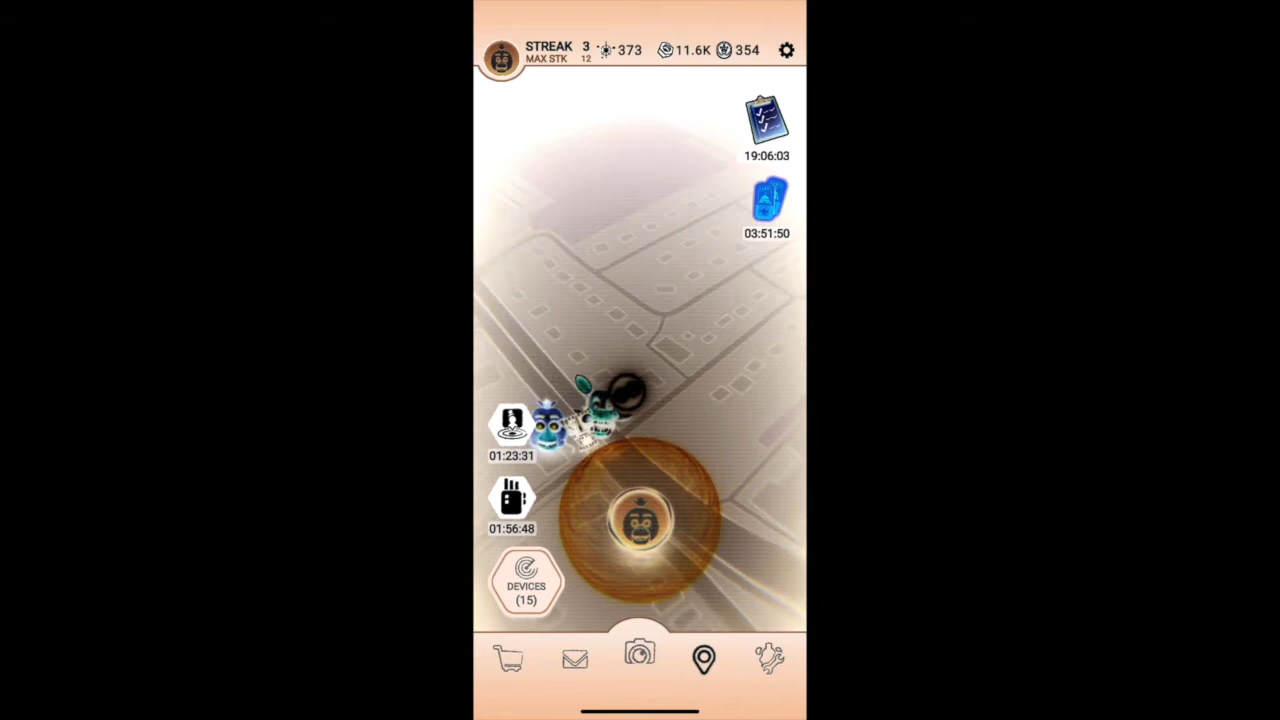 STREAK 3 373 11.6K 354
MAX STK 12
19:06:03
03:51:50
01:23:31
01:56:48
DEVICES
(15)